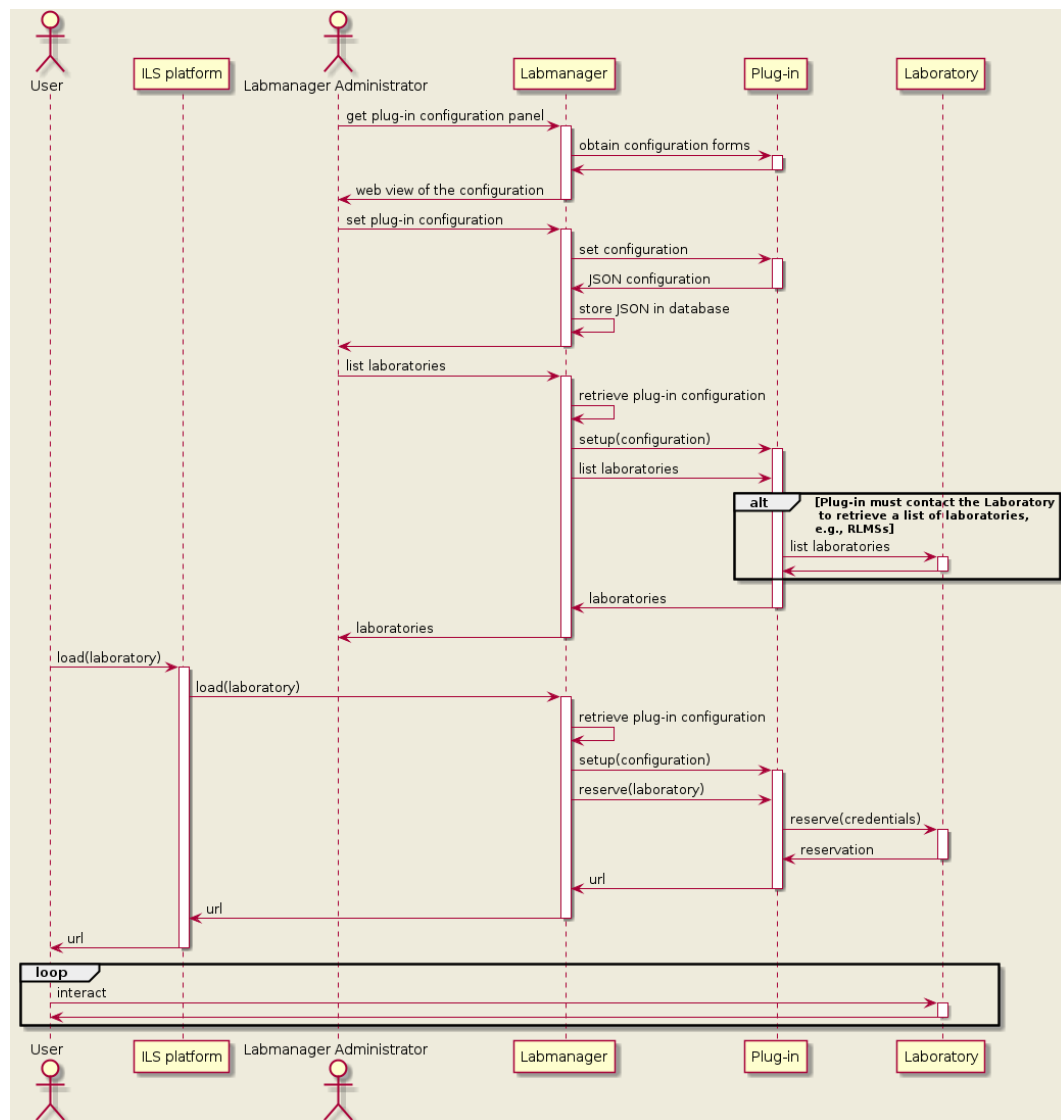 User
ILS platform
Labmanager Administrator
Labmanager
Plug-in
Laboratory
get plug-in configuration panel
obtain configuration forms
web view of the configuration
set plug-in configuration
set configuration
JSON configuration
store JSON in database
list laboratories
retrieve plug-in configuration
setup(configuration)
list laboratories
alt
[Plug-in must contact the Laboratory
to retrieve a list of laboratories,
e.g., RLMSs]
list laboratories
laboratories
laboratories
load(laboratory)
load(laboratory)
retrieve plug-in configuration
setup(configuration)
reserve(laboratory)
reserve(credentials)
reservation
url
url
url
loop
interact
User
ILS platform
Labmanager Administrator
Labmanager
Plug-in
Laboratory